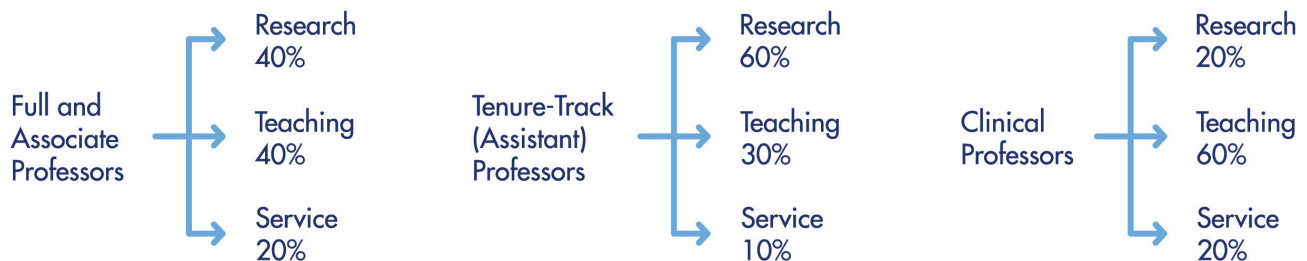 Full and
Associate
Professors
Research
40%
Teaching
40%
Service
20%
Tenure-Track
(Assistant)
Professors
Research
60%
Teaching
30%
Service
10%
Clinical
Professors
Research
20%
Teaching
60%
Service
20%